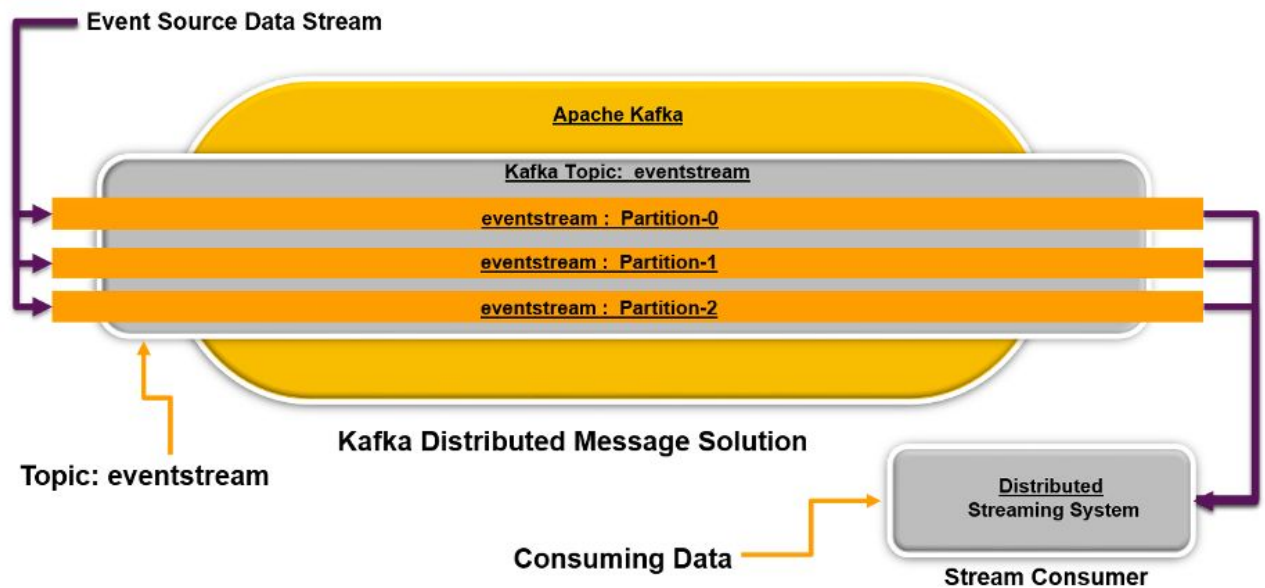 Event Source Data Stream
Apache Kafka
Kafka Topic: eventstream
eventstream : Partition-0
eventstream : Partition-1
eventstream : Partition-2
Kafka Distributed Message Solution
Topic: eventstream
Distributed
Streaming System
Consuming Data
Stream Consumer